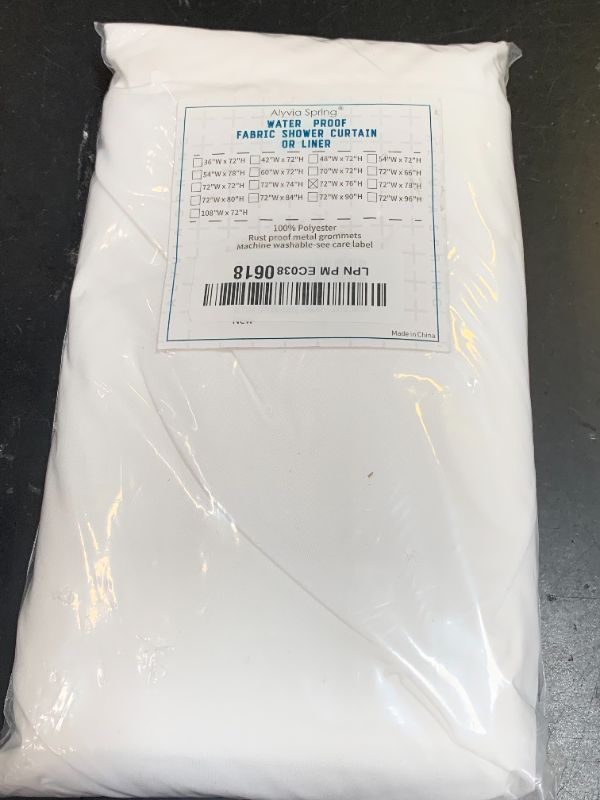 Alyvia Spring®
WATER PROOF
FABRIC SHOWER CURTAIN
OR LINER
36"W x 72"H 42"W x 72"H 48"W x 72"H 54"W x 72"H
54"W x 78"H 60"W x 72"H 70"W x 72"H 72"W x 66"H
72"W x 72"H 72"W x 74"H 72"W x 76"H 72"W x 78"H
72"W x 80"H 72"W x 84"H 72"W x 90"H 72"W x 96"H
108"W x 72"H
100% Polyester
Rust proof metal grommets
Machine washable-see care label
LPN PM EC038 0618
New
Made in China